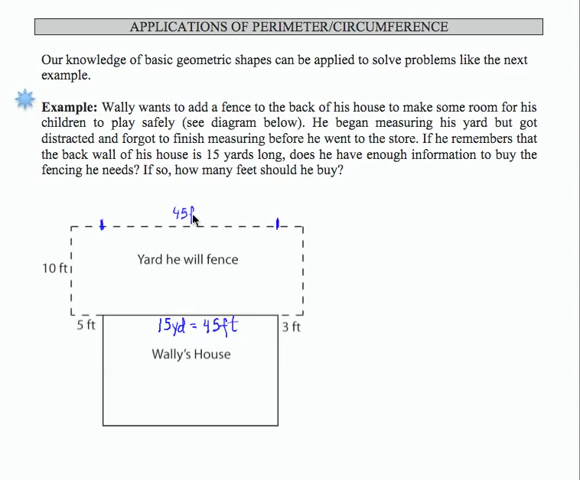 APPLICATIONS OF PERIMETER/CIRCUMFERENCE
Our knowledge of basic geometric shapes can be applied to solve problems like the next
example.
Example: Wally wants to add a fence to the back of his house to make some room for his
children to play safely (see diagram below). He began measuring his yard but got
distracted and forgot to finish measuring before he went to the store. If he remembers that
the back wall of his house is 15 yards long, does he have enough information to buy the
fencing he needs? If so, how many feet should he buy?
45f
Yard he will fence
10 ft
5 ft
15yd = 45ft
3 ft
Wally's House